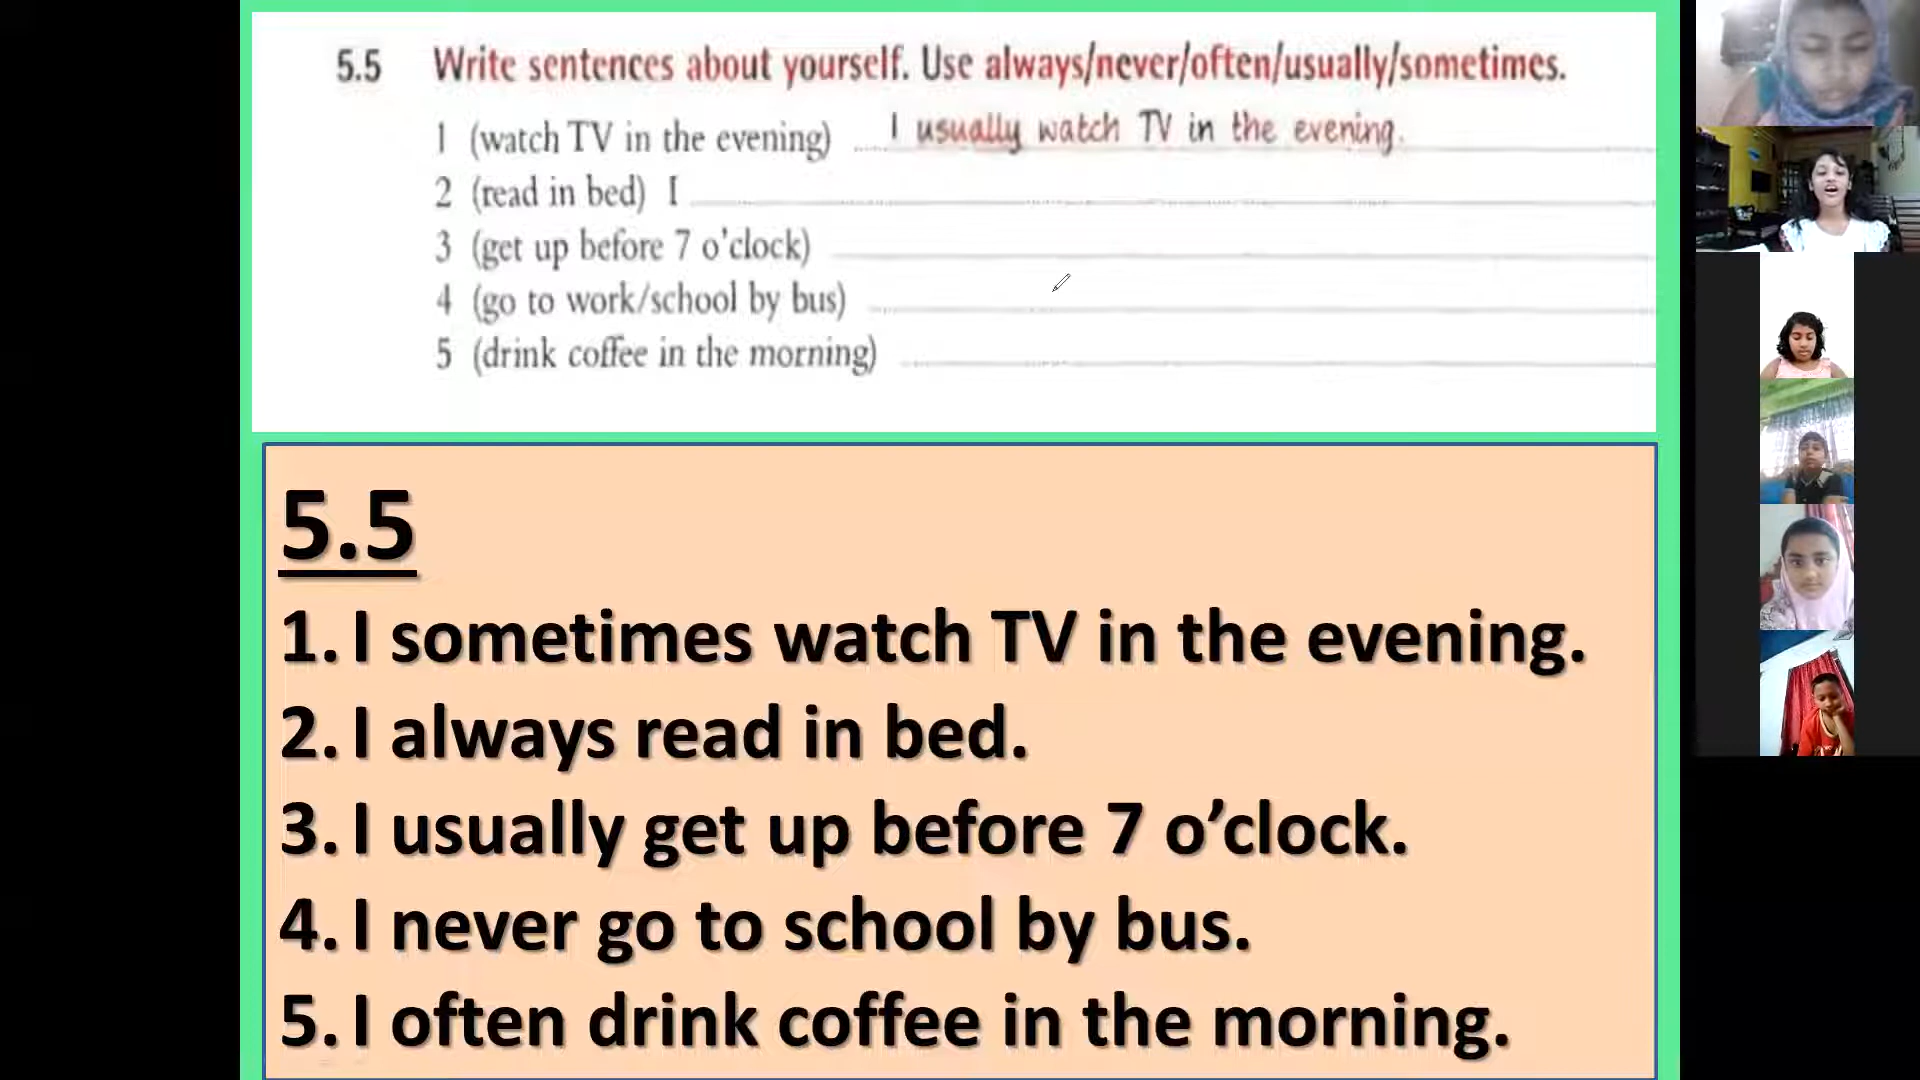 5.5 Write sentences about yourself. Use always/never/often/usually/sometimes.
1 (watch TV in the evening) I usually watch TV in the evening.
2 (read in bed) I
3 (get up before 7 o'clock)
4 (go to work/school by bus)
5 (drink coffee in the morning)
5.5
1. I sometimes watch TV in the evening.
2. I always read in bed.
3. I usually get up before 7 o’clock.
4. I never go to school by bus.
5. I often drink coffee in the morning.